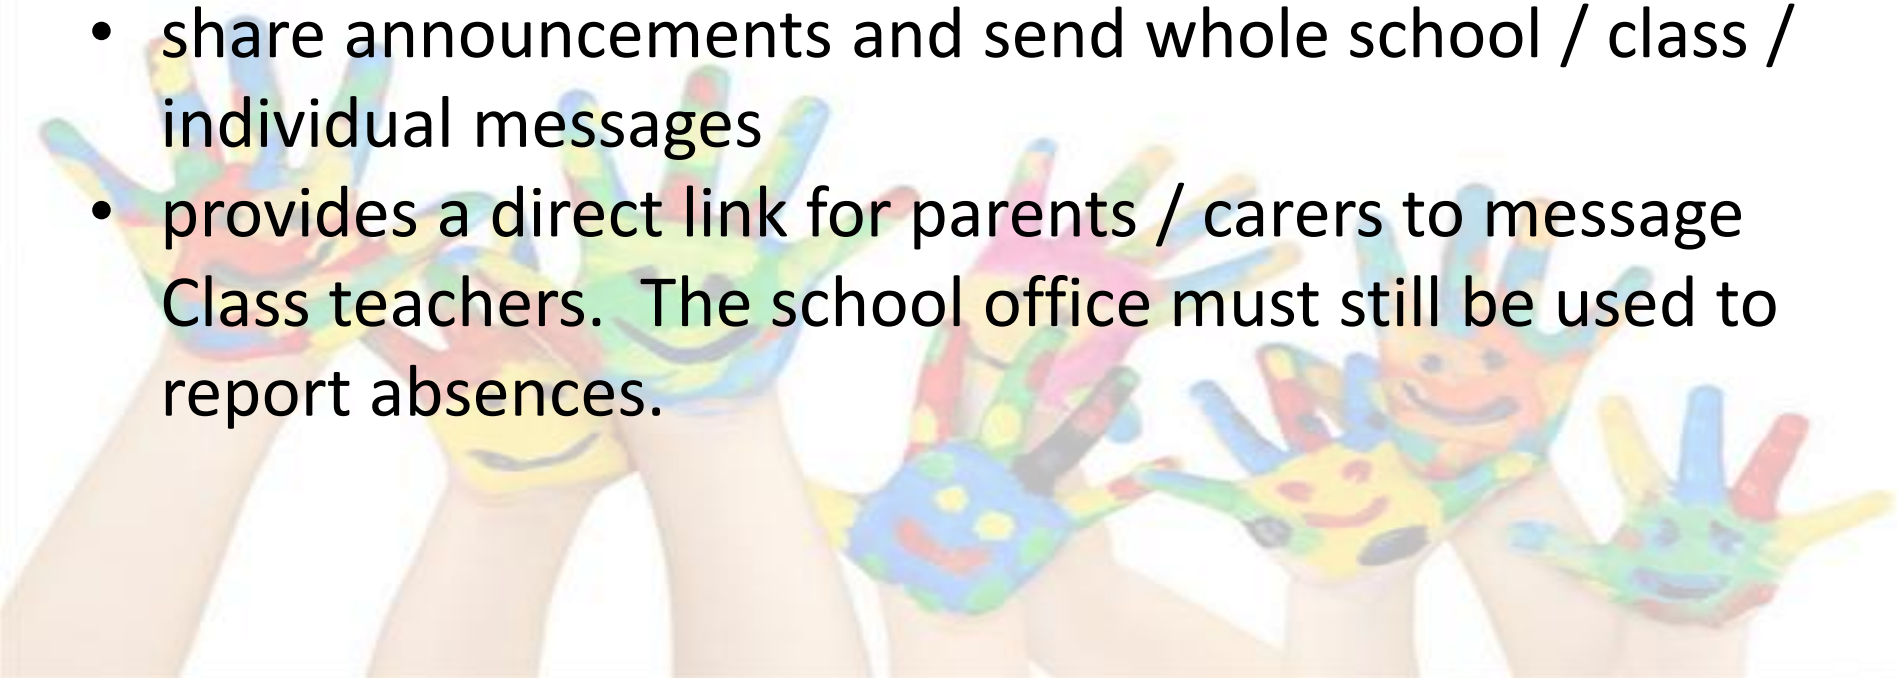 • share announcements and send whole school / class /
individual messages
• provides a direct link for parents / carers to message
Class teachers.  The school office must still be used to
report absences.